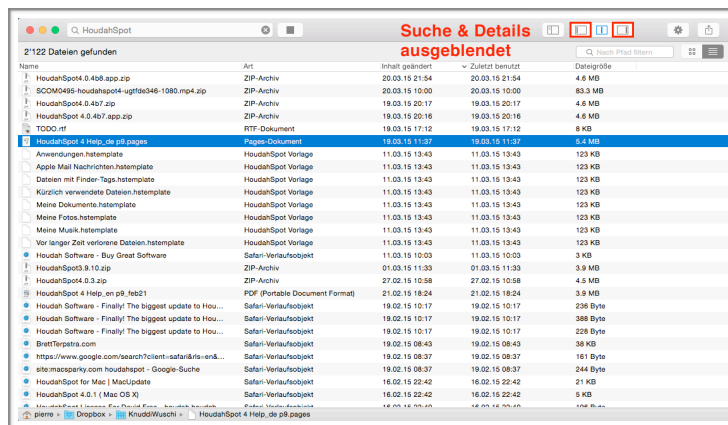 HoudahSpot
Suche & Details
ausgeblendet
2'122 Dateien gefunden
Nach Pfad filtern
Name Art Inhalt geändert Zuletzt benutzt Dateigröße
HoudahSpot4.0.4b8.app.zip ZIP-Archiv 20.03.15 21:54 20.03.15 21:54 4.6 MB
SCOM0495-houdahspot4-ugtfde346-1080.mp4.zip ZIP-Archiv 20.03.15 10:00 20.03.15 10:00 83.3 MB
HoudahSpot4.0.4b7.zip ZIP-Archiv 19.03.15 20:17 19.03.15 20:17 4.6 MB
HoudahSpot 4.0.4b7.app.zip ZIP-Archiv 19.03.15 20:16 19.03.15 20:16 4.6 MB
TODO.rtf RTF-Dokument 19.03.15 17:12 19.03.15 17:12 8 KB
HoudahSpot 4 Help_de p9.pages Pages-Dokument 19.03.15 11:37 19.03.15 11:37 5.4 MB
Anwendungen.hstemplate HoudahSpot Vorlage 11.03.15 13:43 11.03.15 13:43 123 KB
Apple Mail Nachrichten.hstemplate HoudahSpot Vorlage 11.03.15 13:43 11.03.15 13:43 123 KB
Dateien mit Finder-Tags.hstemplate HoudahSpot Vorlage 11.03.15 13:43 11.03.15 13:43 123 KB
Kürzlich verwendete Dateien.hstemplate HoudahSpot Vorlage 11.03.15 13:43 11.03.15 13:43 123 KB
Meine Dokumente.hstemplate HoudahSpot Vorlage 11.03.15 13:43 11.03.15 13:43 123 KB
Meine Fotos.hstemplate HoudahSpot Vorlage 11.03.15 13:43 11.03.15 13:43 123 KB
Meine Musik.hstemplate HoudahSpot Vorlage 11.03.15 13:43 11.03.15 13:43 123 KB
Vor langer Zeit verlorene Dateien.hstemplate HoudahSpot Vorlage 11.03.15 13:43 11.03.15 13:43 123 KB
Houdah Software - Buy Great Software Safari-Verlaufsobjekt 11.03.15 10:03 11.03.15 10:03 3 KB
HoudahSpot3.9.10.zip ZIP-Archiv 01.03.15 11:33 01.03.15 11:33 3.9 MB
HoudahSpot4.0.3.zip ZIP-Archiv 27.02.15 10:58 27.02.15 10:58 4.5 MB
HoudahSpot 4 Help_en p9_feb21 PDF (Portable Document Format) 21.02.15 18:24 21.02.15 18:24 3.9 MB
Houdah Software - Finally! The biggest update to Hou... Safari-Verlaufsobjekt 19.02.15 10:17 19.02.15 10:17 236 Byte
Houdah Software - Finally! The biggest update to Hou... Safari-Verlaufsobjekt 19.02.15 10:17 19.02.15 10:17 388 Byte
Houdah Software - Finally! The biggest update to Hou... Safari-Verlaufsobjekt 19.02.15 10:17 19.02.15 10:17 228 Byte
BrettTerpstra.com Safari-Verlaufsobjekt 19.02.15 08:43 19.02.15 08:43 38 KB
https://www.google.com/search?client=safari&rls=en&... Safari-Verlaufsobjekt 19.02.15 08:37 19.02.15 08:37 161 Byte
site:macsparky.com houdahspot - Google-Suche Safari-Verlaufsobjekt 19.02.15 08:37 19.02.15 08:37 244 Byte
HoudahSpot for Mac | MacUpdate Safari-Verlaufsobjekt 16.02.15 22:42 16.02.15 22:42 21 KB
HoudahSpot 4.0.1 ( Mac OS X) Safari-Verlaufsobjekt 16.02.15 22:42 16.02.15 22:42 5 KB
pierre ▸ Dropbox ▸ KnuddiWuschi ▸ HoudahSpot 4 Help_de p9.pages